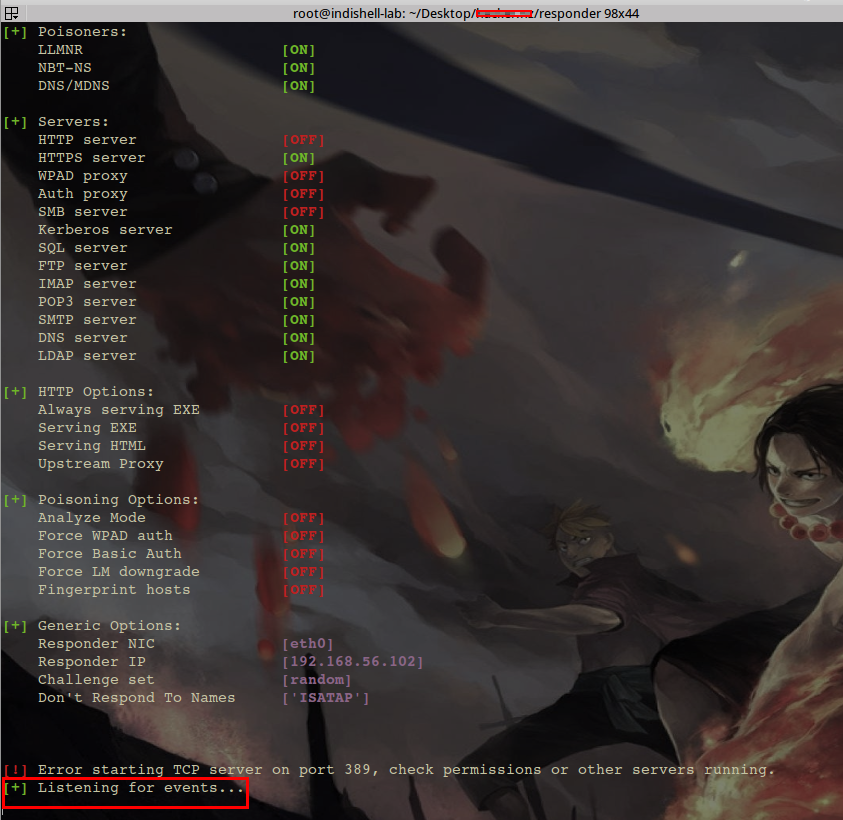 root@indishell-lab: ~/Desktop/ /responder 98x44
[+] Poisoners:
LLMNR [ON]
NBT-NS [ON]
DNS/MDNS [ON]
[+] Servers:
HTTP server [OFF]
HTTPS server [ON]
WPAD proxy [OFF]
Auth proxy [OFF]
SMB server [OFF]
Kerberos server [ON]
SQL server [ON]
FTP server [ON]
IMAP server [ON]
POP3 server [ON]
SMTP server [ON]
DNS server [ON]
LDAP server [ON]
[+] HTTP Options:
Always serving EXE [OFF]
Serving EXE [OFF]
Serving HTML [OFF]
Upstream Proxy [OFF]
[+] Poisoning Options:
Analyze Mode [OFF]
Force WPAD auth [OFF]
Force Basic Auth [OFF]
Force LM downgrade [OFF]
Fingerprint hosts [OFF]
[+] Generic Options:
Responder NIC [eth0]
Responder IP [192.168.56.102]
Challenge set [random]
Don't Respond To Names ['ISATAP']
[!] Error starting TCP server on port 389, check permissions or other servers running.
[+] Listening for events...